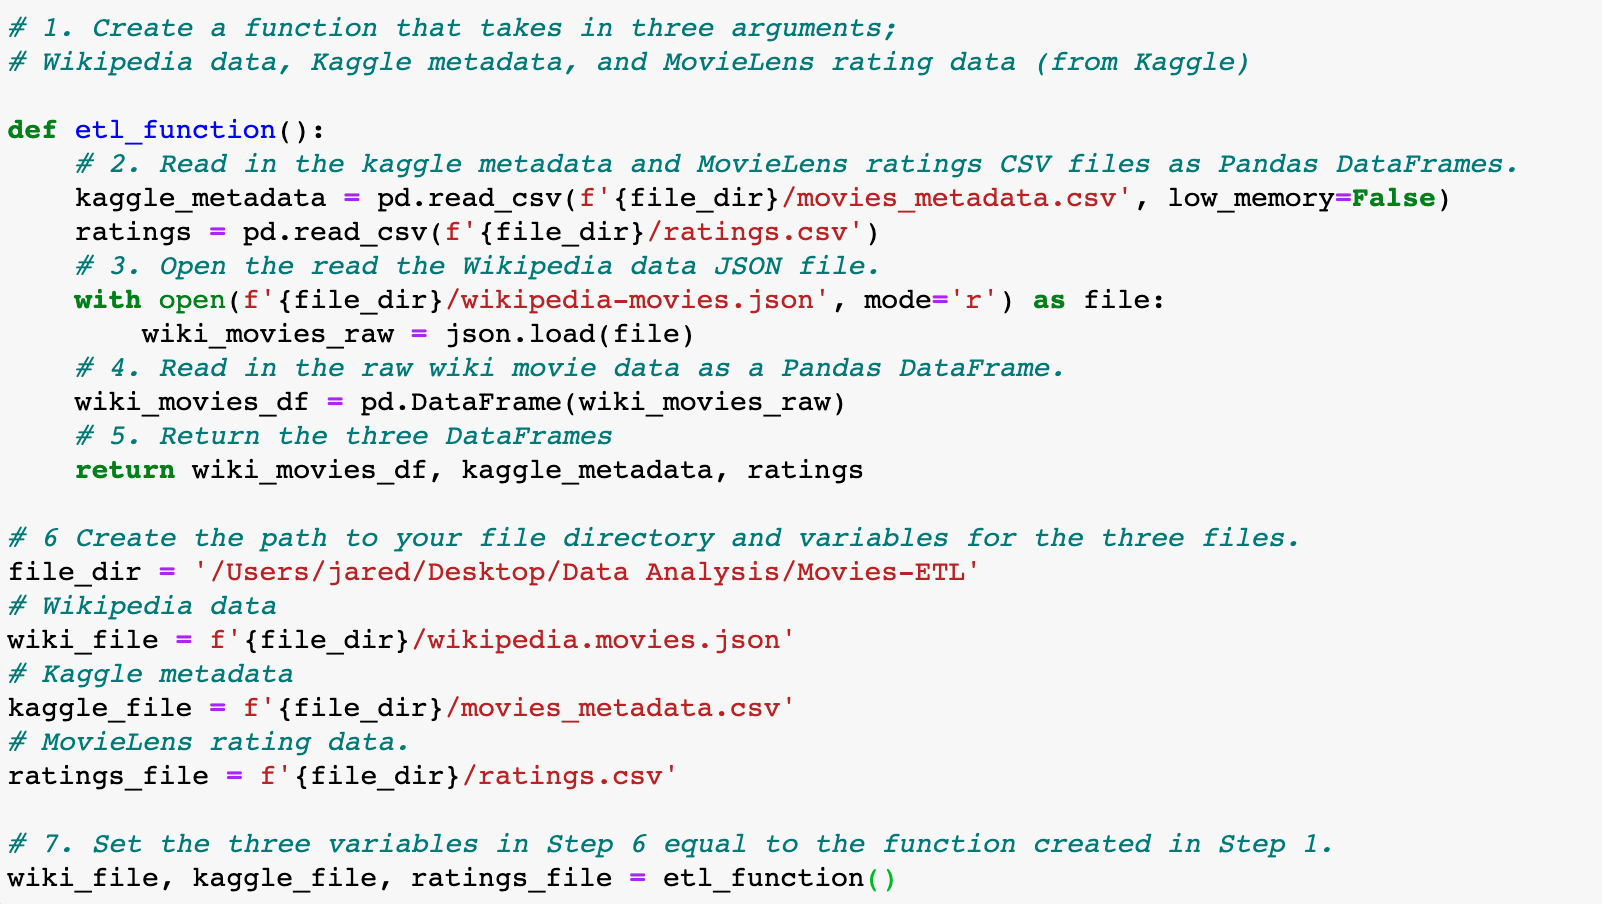 # 1. Create a function that takes in three arguments;
# Wikipedia data, Kaggle metadata, and MovieLens rating data (from Kaggle)
def etl_function():
    # 2. Read in the kaggle metadata and MovieLens ratings CSV files as Pandas DataFrames.
    kaggle_metadata = pd.read_csv(f'{file_dir}/movies_metadata.csv', low_memory=False)
    ratings = pd.read_csv(f'{file_dir}/ratings.csv')
    # 3. Open the read the Wikipedia data JSON file.
    with open(f'{file_dir}/wikipedia-movies.json', mode='r') as file:
        wiki_movies_raw = json.load(file)
    # 4. Read in the raw wiki movie data as a Pandas DataFrame.
    wiki_movies_df = pd.DataFrame(wiki_movies_raw)
    # 5. Return the three DataFrames
    return wiki_movies_df, kaggle_metadata, ratings
# 6 Create the path to your file directory and variables for the three files.
file_dir = '/Users/jared/Desktop/Data Analysis/Movies-ETL'
# Wikipedia data
wiki_file = f'{file_dir}/wikipedia.movies.json'
# Kaggle metadata
kaggle_file = f'{file_dir}/movies_metadata.csv'
# MovieLens rating data.
ratings_file = f'{file_dir}/ratings.csv'
# 7. Set the three variables in Step 6 equal to the function created in Step 1.
wiki_file, kaggle_file, ratings_file = etl_function()